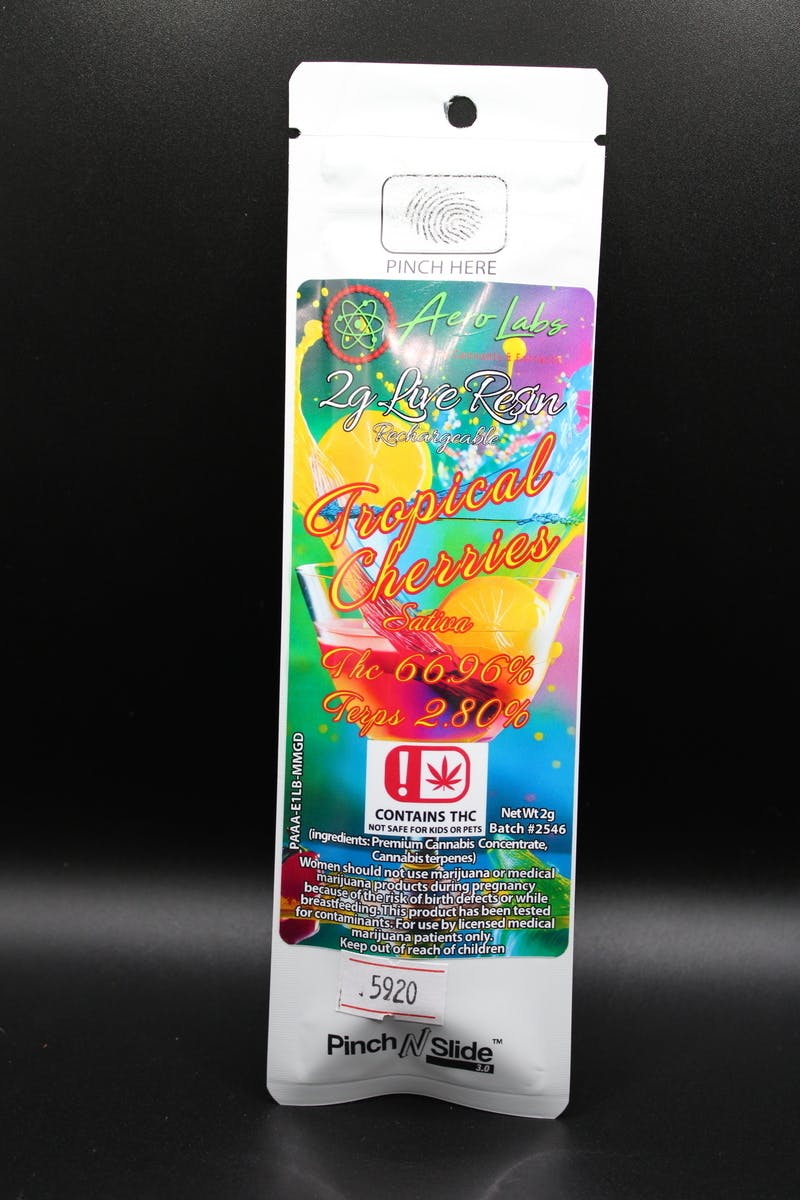 PINCH HERE
Aero Labs
2g Live Resin
Rechargeable
Tropical
Cherries
Sativa
Thc 66.96%
Terps 2.80%
PAAA-E1LB-MMGD
!
CONTAINS THC
NOT SAFE FOR KIDS OR PETS
Net Wt 2g
Batch #2546
(ingredients: Premium Cannabis Concentrate,
Cannabis terpenes)
Women should not use marijuana or medical
marijuana products during pregnancy
because of the risk of birth defects or while
breastfeeding. This product has been tested
for contaminants. For use by licensed medical
marijuana patients only.
Keep out of reach of children
.5920
Pinch N Slide™
3.0